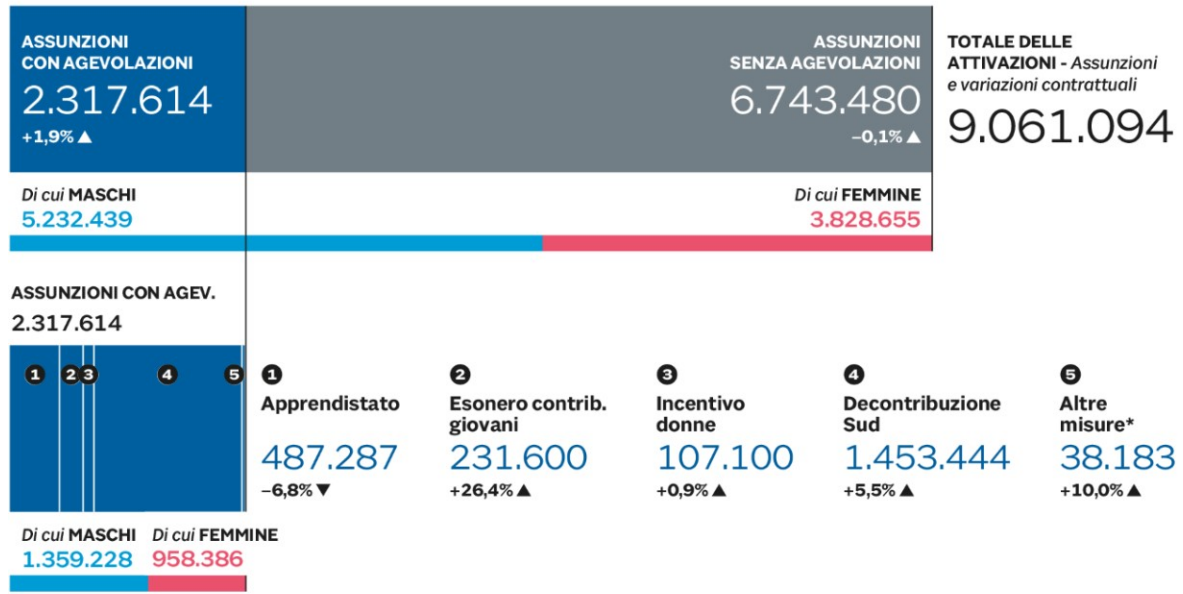 ASSUNZIONI
CON AGEVOLAZIONI
2.317.614
+1,9% ▲
ASSUNZIONI
SENZA AGEVOLAZIONI
6.743.480
–0,1% ▲
TOTALE DELLE
ATTIVAZIONI - Assunzioni
e variazioni contrattuali
9.061.094
Di cui MASCHI
5.232.439
Di cui FEMMINE
3.828.655
ASSUNZIONI CON AGEV.
2.317.614
1 2 3 4 5
1
Apprendistato
487.287
–6,8% ▼
2
Esonero contrib.
giovani
231.600
+26,4% ▲
3
Incentivo
donne
107.100
+0,9% ▲
4
Decontribuzione
Sud
1.453.444
+5,5% ▲
5
Altre
misure*
38.183
+10,0% ▲
Di cui MASCHI
1.359.228
Di cui FEMMINE
958.386